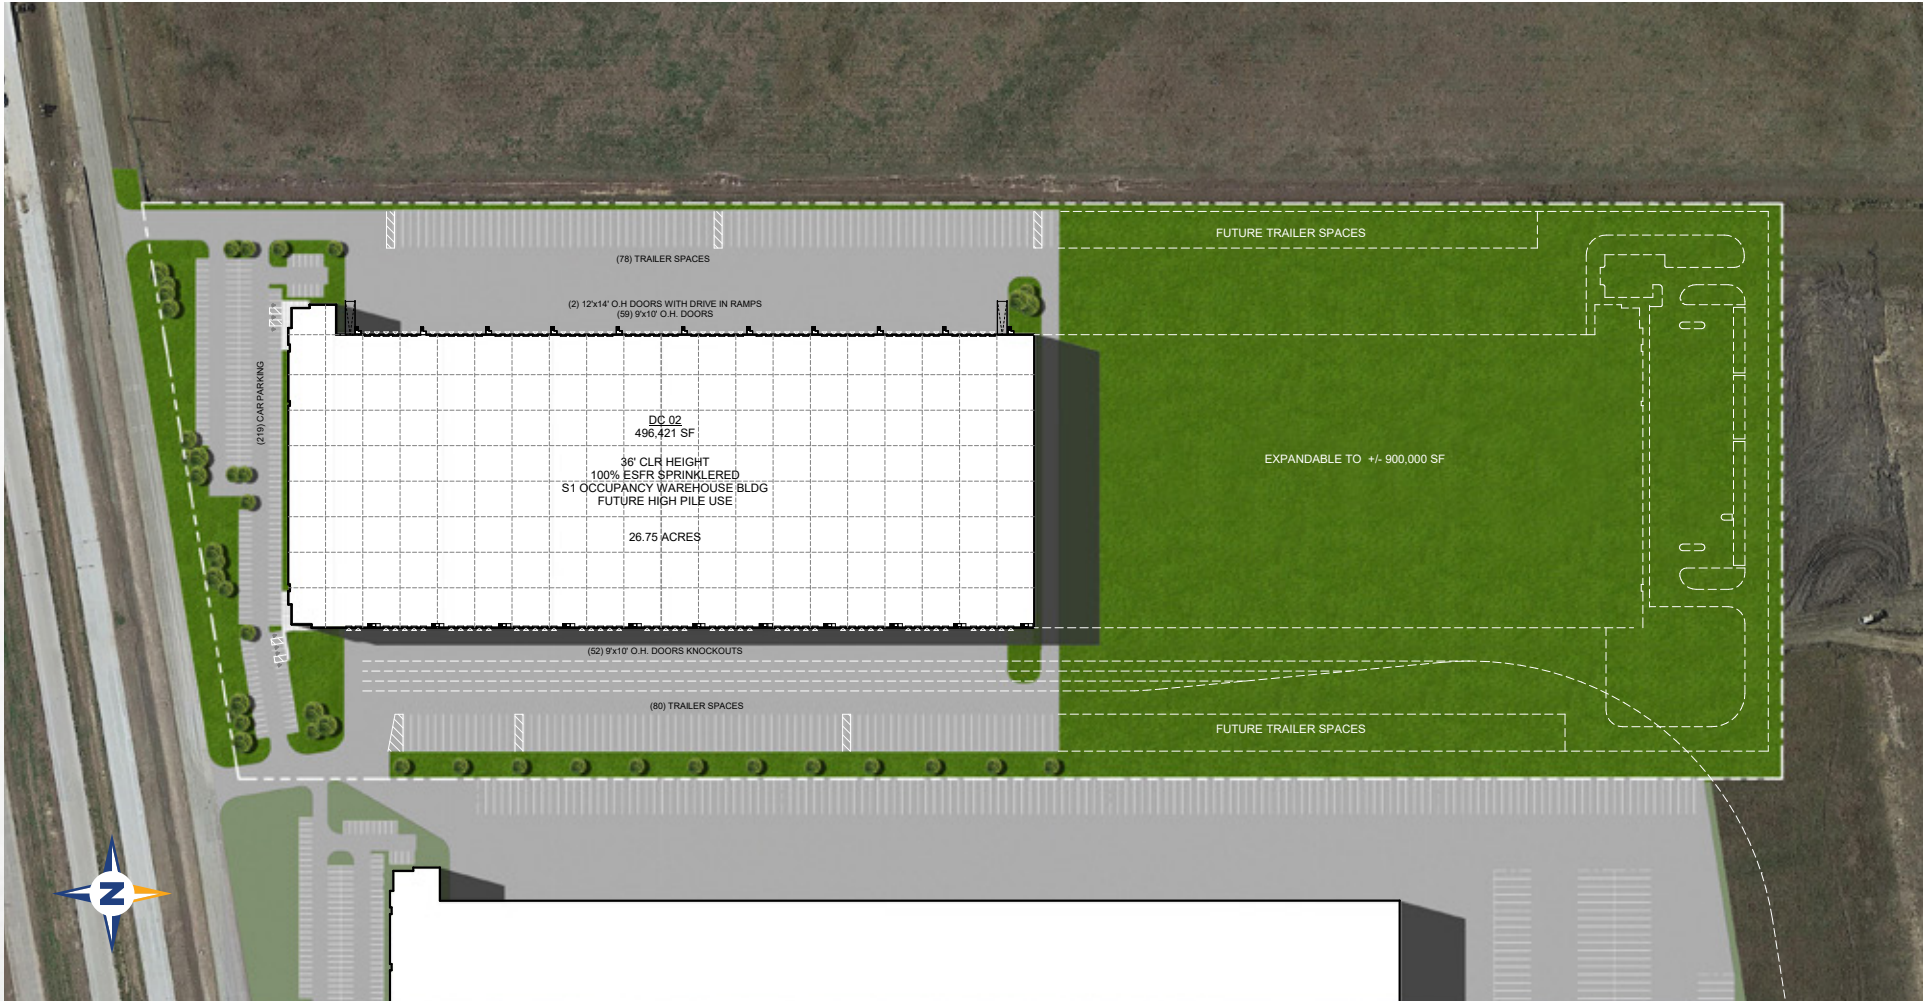 FUTURE TRAILER SPACES
(78) TRAILER SPACES
(2) 12'x14' O.H DOORS WITH DRIVE IN RAMPS
(59) 9'x10' O.H. DOORS
(219) CAR PARKING
DC 02
496,421 SF
36' CLR HEIGHT
100% ESFR SPRINKLERED
S1 OCCUPANCY WAREHOUSE BLDG
FUTURE HIGH PILE USE
26.75 ACRES
EXPANDABLE TO +/- 900,000 SF
(52) 9'x10' O.H. DOORS KNOCKOUTS
(80) TRAILER SPACES
FUTURE TRAILER SPACES
N